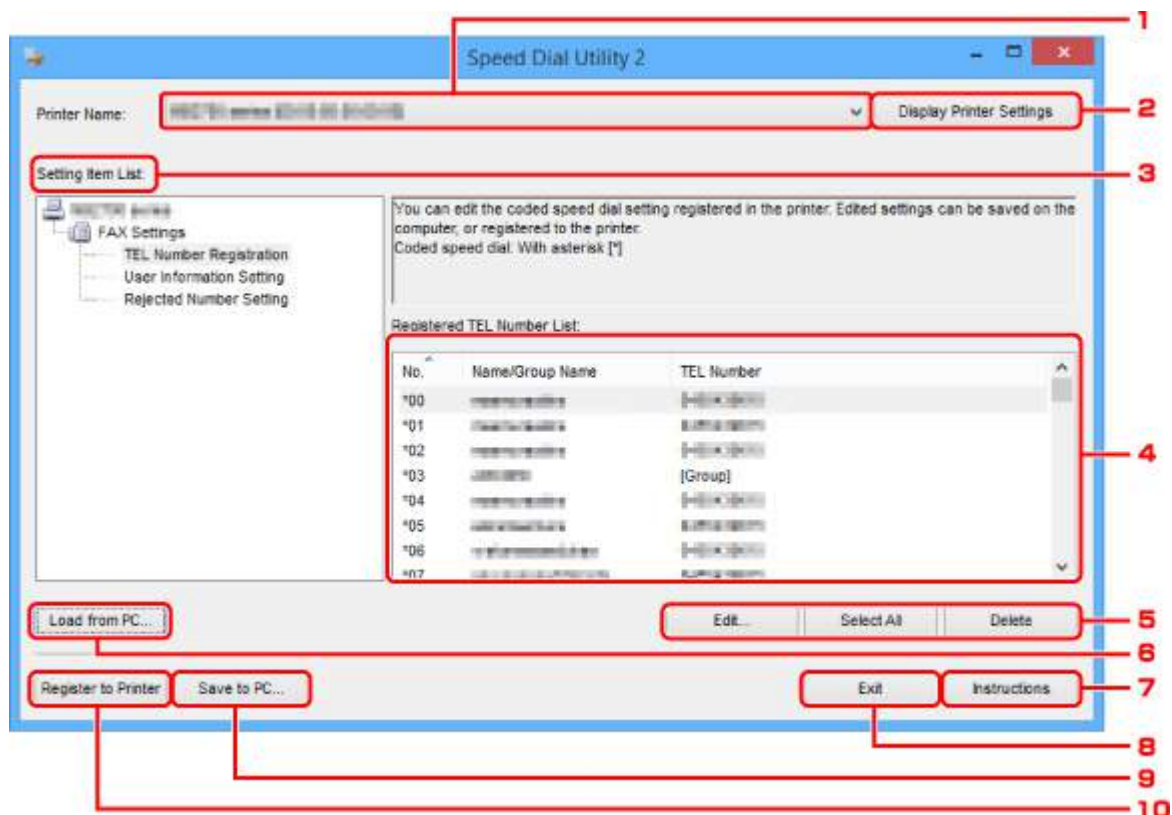 1
Speed Dial Utility 2
Printer Name:
Display Printer Settings
2
Setting Item List:
3
FAX Settings
TEL Number Registration
User Information Setting
Rejected Number Setting
You can edit the coded speed dial setting registered in the printer. Edited settings can be saved on the
computer, or registered to the printer.
Coded speed dial: With asterisk [*]
Registered TEL Number List:
No. Name/Group Name TEL Number
*00
*01
*02
*03 [Group]
*04
*05
*06
*07
4
Load from PC...
Edit... Select All Delete
5
6
Register to Printer Save to PC... Exit Instructions
7
8
9
10